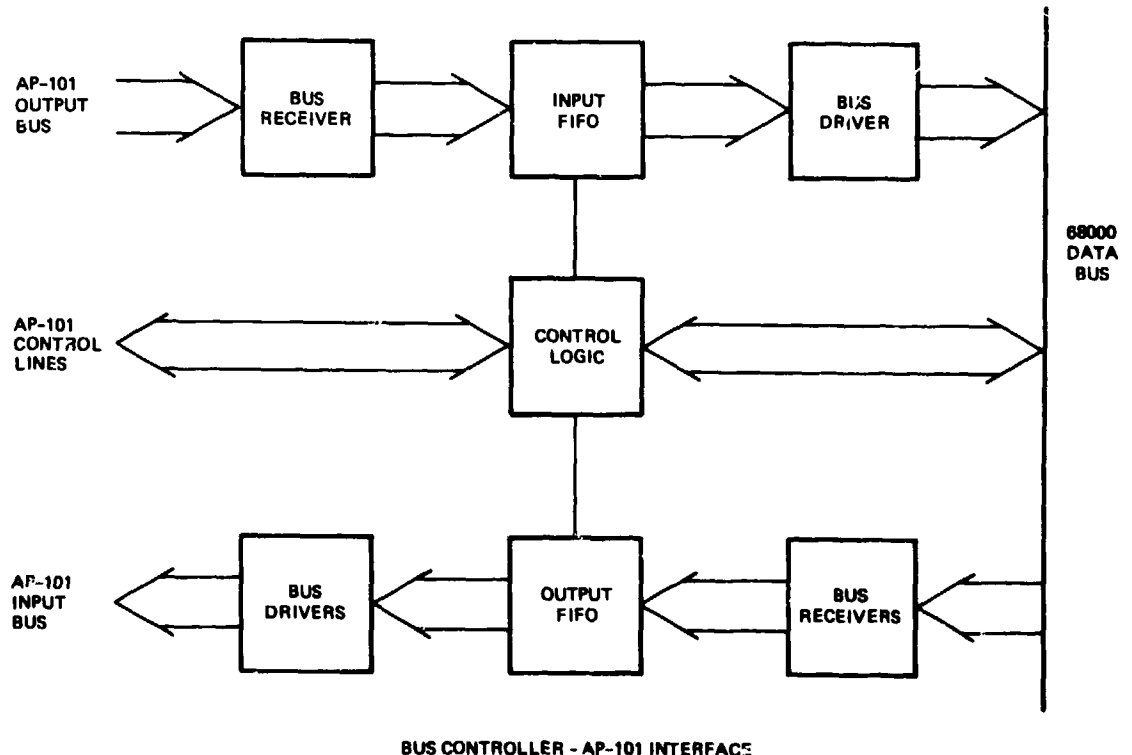 AP-101
OUTPUT
BUS
BUS
RECEIVER
INPUT
FIFO
BUS
DRIVER
68000
DATA
BUS
AP-101
CONTROL
LINES
CONTROL
LOGIC
AP-101
INPUT
BUS
BUS
DRIVERS
OUTPUT
FIFO
BUS
RECEIVERS
BUS CONTROLLER - AP-101 INTERFACE